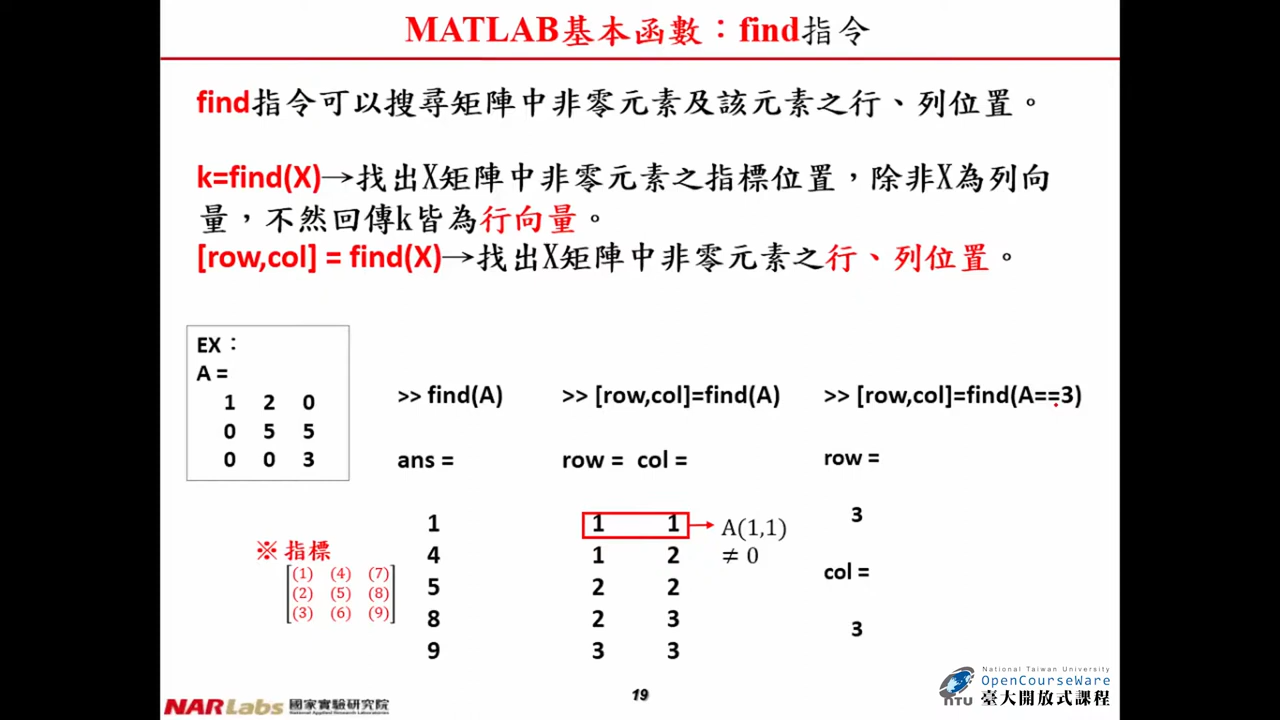 MATLAB基本函數：find指令
find指令可以搜尋矩陣中非零元素及該元素之行、列位置。
k=find(X)→找出X矩陣中非零元素之指標位置，除非X為列向
量，不然回傳k皆為行向量。
[row,col] = find(X)→找出X矩陣中非零元素之行、列位置。
EX：
A =
1 2 0
0 5 5
0 0 3
※ 指標
(1) (4) (7)
(2) (5) (8)
(3) (6) (9)
>> find(A)
ans =
1
4
5
8
9
>> [row,col]=find(A)
row = col =
1 1
1 2
2 2
2 3
3 3
A(1,1)
≠ 0
>> [row,col]=find(A==3)
row =
3
col =
3
NARLabs 國家實驗研究院
National Applied Research Laboratories
19
NTU
National Taiwan University
OpenCourseWare
臺大開放式課程